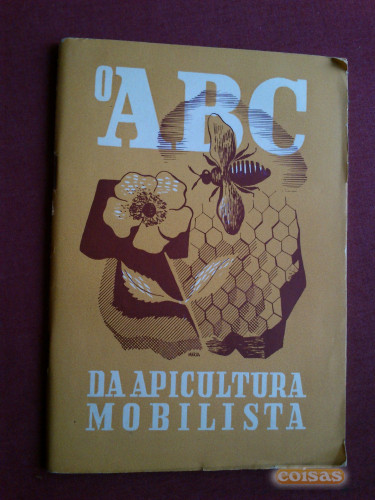 O ABC
DA APICULTURA
MOBILISTA
coisas